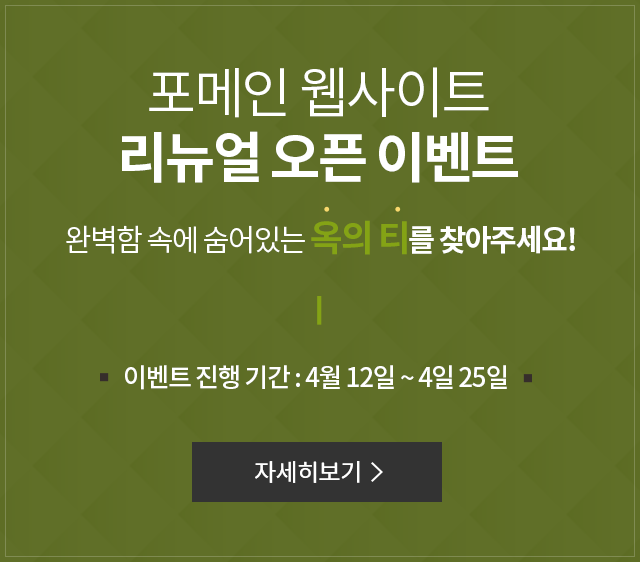 포메인 웹사이트
리뉴얼 오픈 이벤트
완벽함 속에 숨어있는 옥의 티를 찾아주세요!
이벤트 진행 기간 : 4월 12일 ~ 4일 25일
자세히보기 >